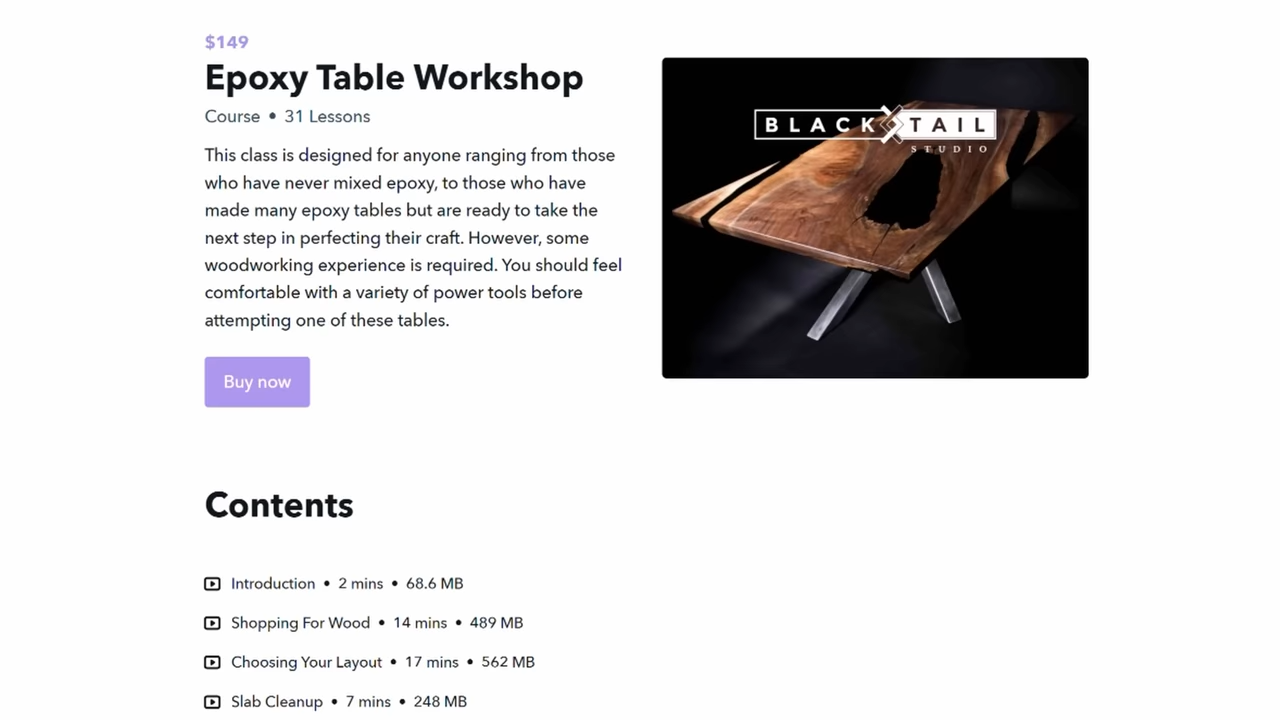 $149
Epoxy Table Workshop
Course • 31 Lessons
This class is designed for anyone ranging from those
who have never mixed epoxy, to those who have
made many epoxy tables but are ready to take the
next step in perfecting their craft. However, some
woodworking experience is required. You should feel
comfortable with a variety of power tools before
attempting one of these tables.
Buy now
BLACK TAIL
STUDIO
Contents
Introduction • 2 mins • 68.6 MB
Shopping For Wood • 14 mins • 489 MB
Choosing Your Layout • 17 mins • 562 MB
Slab Cleanup • 7 mins • 248 MB